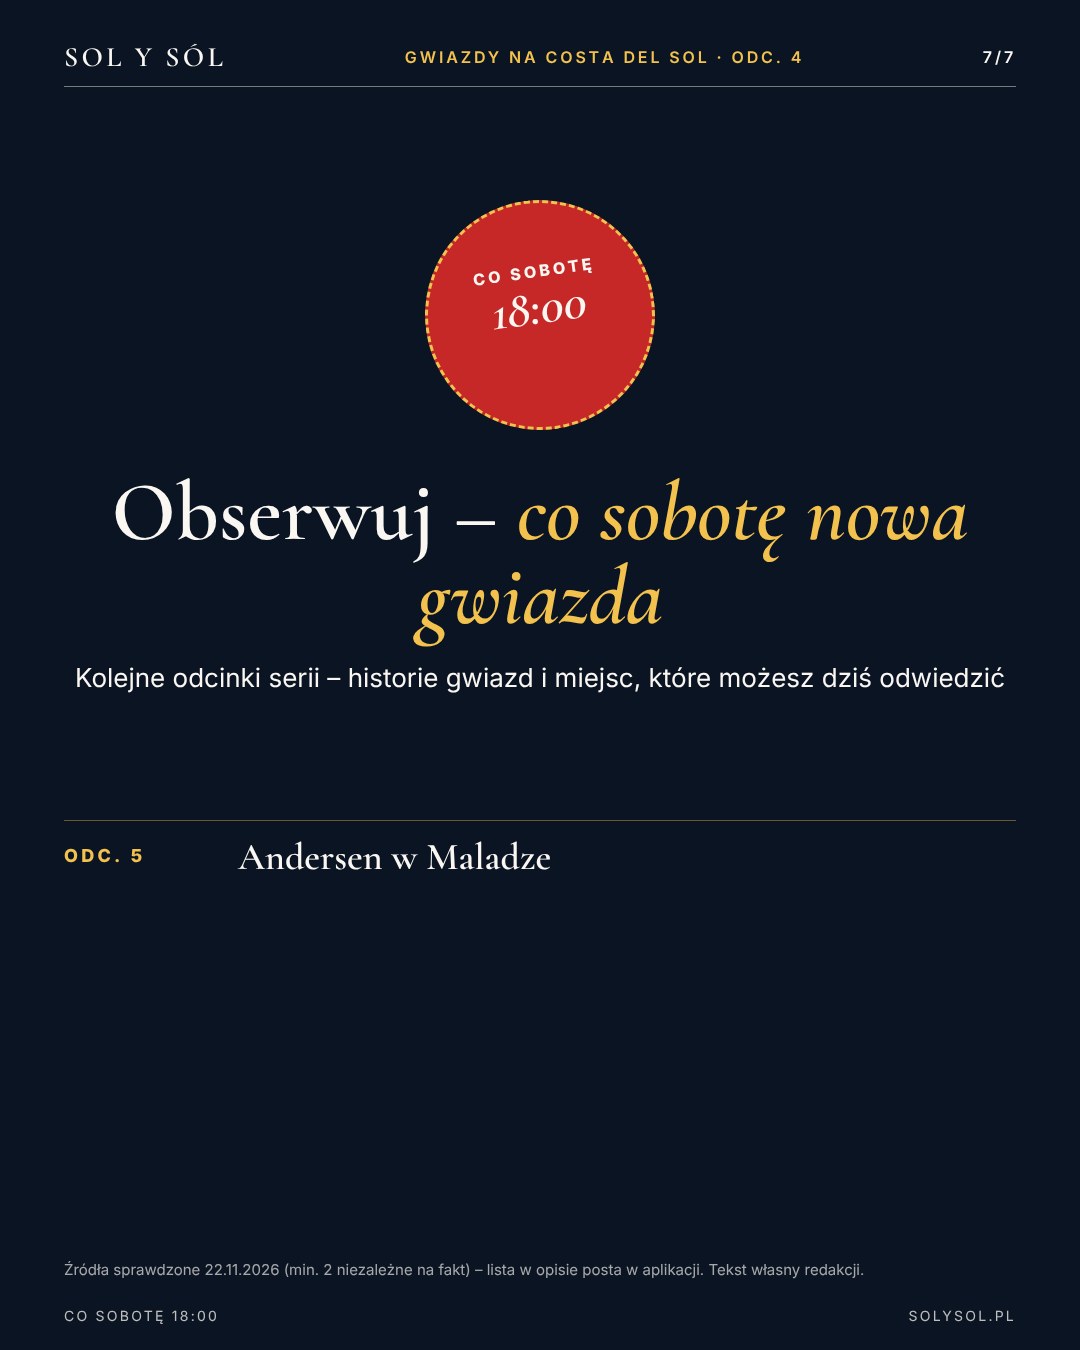 SOL Y SÓL
GWIAZDY NA COSTA DEL SOL · ODC. 4
7/7
CO SOBOTĘ
18:00
Obserwuj – co sobotę nowa
gwiazda
Kolejne odcinki serii – historie gwiazd i miejsc, które możesz dziś odwiedzić
ODC. 5
Andersen w Maladze
Źródła sprawdzone 22.11.2026 (min. 2 niezależne na fakt) – lista w opisie posta w aplikacji. Tekst własny redakcji.
CO SOBOTĘ 18:00
SOLYSOL.PL